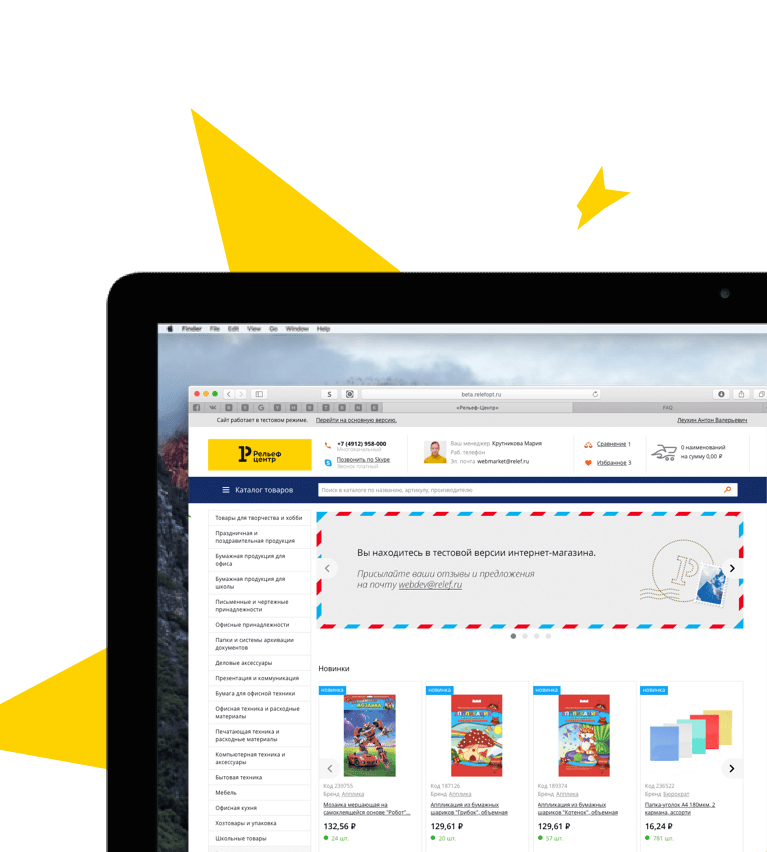 Finder File Edit View Go Window Help
S
beta.relefopt.ru
«Рельеф-Центр»
FAQ
Сайт работает в тестовом режиме. Перейти на основную версию.
Леухин Антон Валерьевич
Рельеф
центр
+7 (4912) 958-000
Многоканальный
Позвонить по Skype
Звонок платный
Ваш менеджер Крутникова Мария
Раб. телефон
Эл. почта webmarket@relef.ru
Сравнение 1
Избранное 3
0 наименований
на сумму 0,00 ₽
Каталог товаров
Поиск в каталоге по названию, артикулу, производителю
Товары для творчества и хобби
Праздничная и
поздравительная продукция
Бумажная продукция для
офиса
Бумажная продукция для
школы
Письменные и чертежные
принадлежности
Офисные принадлежности
Папки и системы архивации
документов
Деловые аксессуары
Презентация и коммуникация
Бумага для офисной техники
Офисная техника и расходные
материалы
Печатающая техника и
расходные материалы
Компьютерная техника и
аксессуары
Бытовая техника
Мебель
Офисная кухня
Хозтовары и упаковка
Школьные товары
Вы находитесь в тестовой версии интернет-магазина.
Присылайте ваши отзывы и предложения
на почту webdev@relef.ru
Новинки
новинка
МОЗАИКА
Код 239755
Бренд Апплика
Мозаика мерцающая на
самоклеящейся основе "Робот"...
132,56 ₽
24 шт.
новинка
Код 187126
Бренд Апплика
Аппликация из бумажных
шариков "Грибок", объемная
129,61 ₽
20 шт.
новинка
Код 189374
Бренд Апплика
Аппликация из бумажных
шариков "Котенок", объемная
129,61 ₽
57 шт.
новинка
Код 236522
Бренд Бюрократ
Папка-уголок А4 180мкм, 2
кармана, ассорти
16,24 ₽
781 шт.